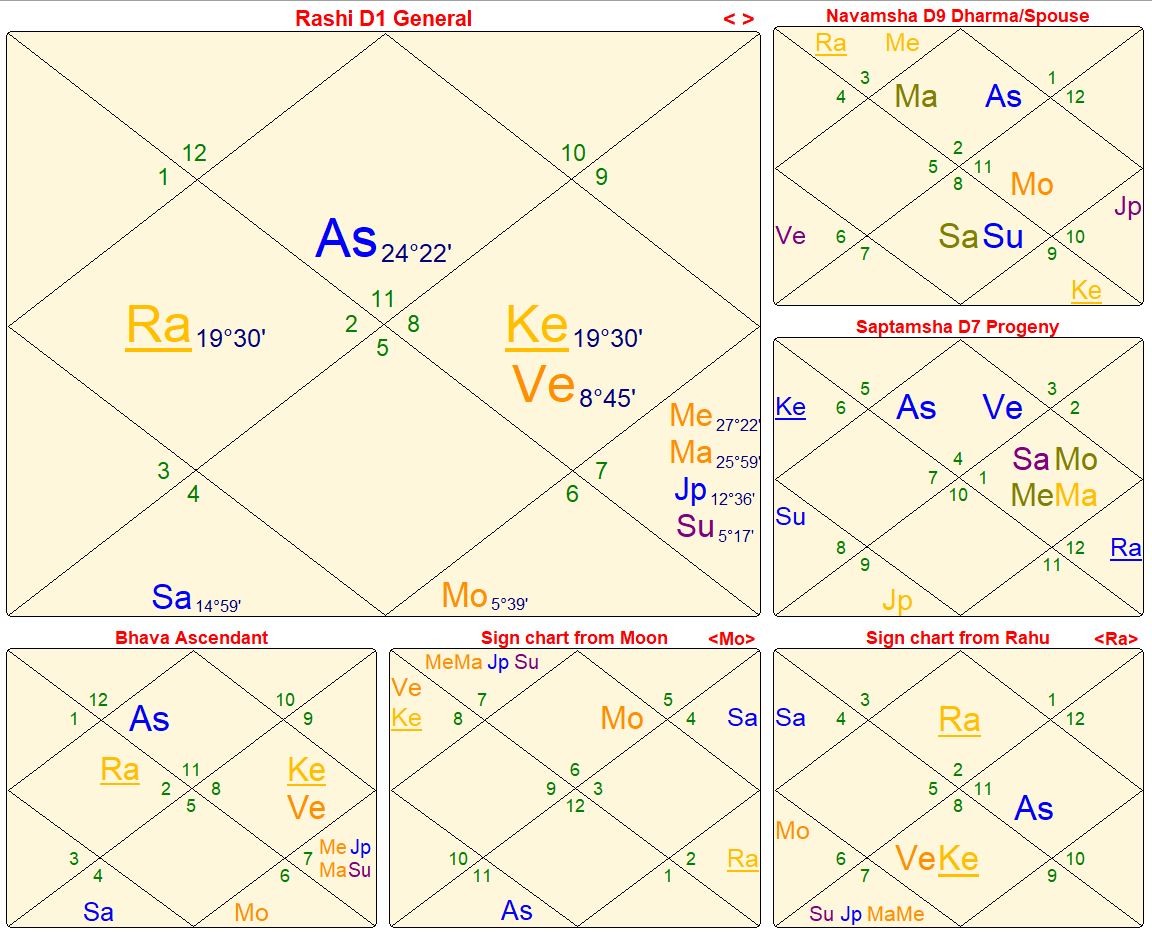 Rashi D1 General < >
12
1
10
9
As 24°22'
11
2 8
5
Ra 19°30'
Ke 19°30'
Ve 8°45'
Me 27°22'
Ma 25°59'
Jp 12°36'
Su 5°17'
3
4
7
6
Sa 14°59'
Mo 5°39'
Navamsha D9 Dharma/Spouse
Ra Me
3
4
1
12
Ma As
2
5 11
8
Mo
Jp
Ve 6
7
Sa Su
10
9
Ke
Saptamsha D7 Progeny
5
Ke 6
As Ve
3
2
4
7 1
10
Sa Mo
Me Ma
Su
8
9
12 Ra
11
Jp
Bhava Ascendant
12
1
As
10
9
Ra
11
2 8
5
Ke
Ve
Me Jp
Ma Su
3
4
7
6
Sa
Mo
Sign chart from Moon <Mo>
MeMa Jp Su
Ve
Ke
7
8
Mo
5
4
Sa
6
9 3
12
10
11
2
1
Ra
As
Sign chart from Rahu <Ra>
3
Sa 4
Ra
1
12
2
5 11
8
As
Mo
6
7
Ve Ke
10
9
Su Jp MaMe